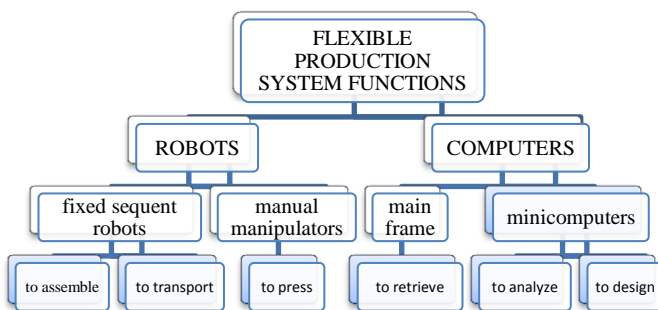 FLEXIBLE
PRODUCTION
SYSTEM FUNCTIONS
ROBOTS
COMPUTERS
fixed sequent
robots
manual
manipulators
main
frame
minicomputers
to assemble
to transport
to press
to retrieve
to analyze
to design